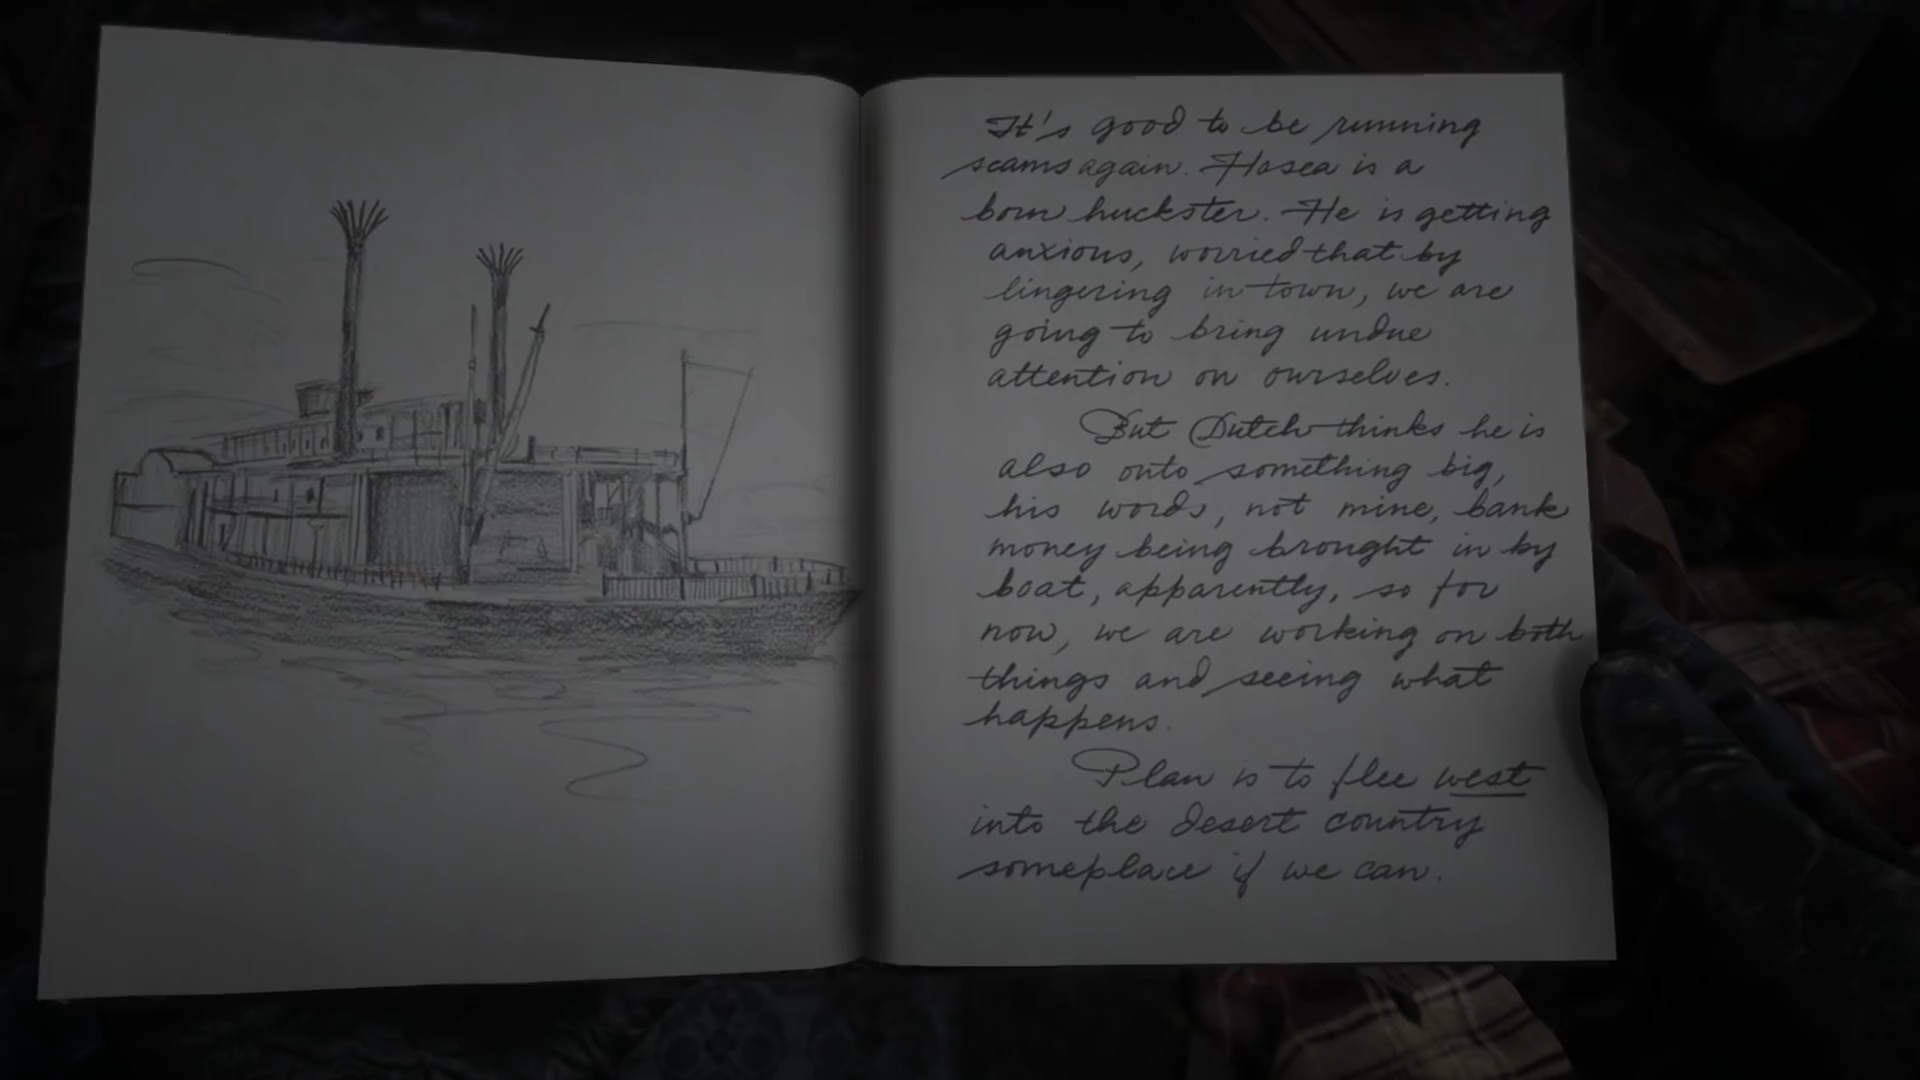 It's good to be running
scams again. Hosea is a
born huckster. He is getting
anxious, worried that by
lingering in town, we are
going to bring undue
attention on ourselves.
But Dutch thinks he is
also onto something big,
his words, not mine, bank
money being brought in by
boat, apparently, so for
now, we are working on both
things and seeing what
happens.
Plan is to flee west
into the desert country
someplace if we can.